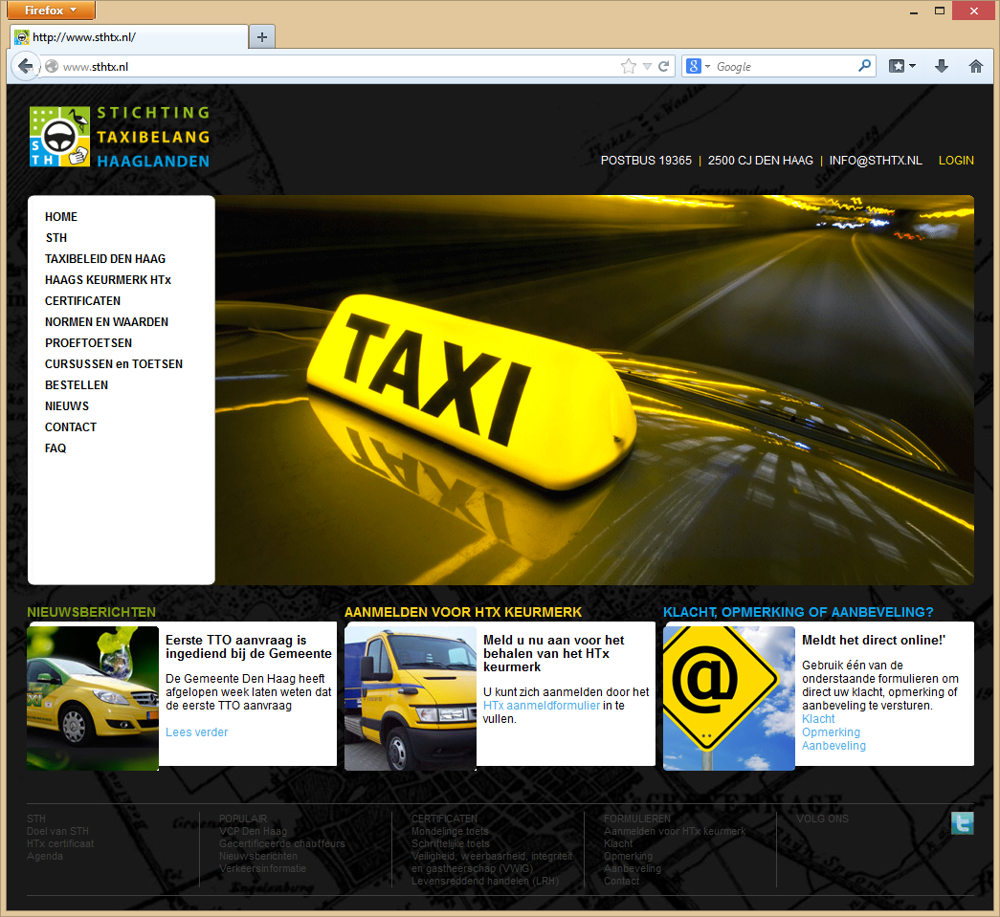 Firefox
http://www.sthtx.nl/
www.sthtx.nl
Google
STICHTING
TAXIBELANG
HAAGLANDEN
STH
POSTBUS 19365 | 2500 CJ DEN HAAG | INFO@STHTX.NL LOGIN
HOME
STH
TAXIBELEID DEN HAAG
HAAGS KEURMERK HTx
CERTIFICATEN
NORMEN EN WAARDEN
PROEFTOETSEN
CURSUSSEN en TOETSEN
BESTELLEN
NIEUWS
CONTACT
FAQ
TAXI
NIEUWSBERICHTEN
Eerste TTO aanvraag is
ingediend bij de Gemeente
De Gemeente Den Haag heeft
afgelopen week laten weten dat
de eerste TTO aanvraag
Lees verder
AANMELDEN VOOR HTX KEURMERK
Meld u nu aan voor het
behalen van het HTx
keurmerk
U kunt zich aanmelden door het
HTx aanmeldformulier in te
vullen.
KLACHT, OPMERKING OF AANBEVELING?
@
Meldt het direct online!'
Gebruik één van de
onderstaande formulieren om
direct uw klacht, opmerking of
aanbeveling te versturen.
Klacht
Opmerking
Aanbeveling
STH
Doel van STH
HTx certificaat
Agenda
POPULAIR
VCP Den Haag
Gecertificeerde chauffeurs
Nieuwsberichten
Verkeersinformatie
CERTIFICATEN
Mondelinge toets
Schriftelijke toets
Veiligheid, weerbaarheid, integriteit
en gastheerschap (VWIG)
Levensreddend handelen (LRH)
FORMULIEREN
Aanmelden voor HTx keurmerk
Klacht
Opmerking
Aanbeveling
Contact
VOLG ONS